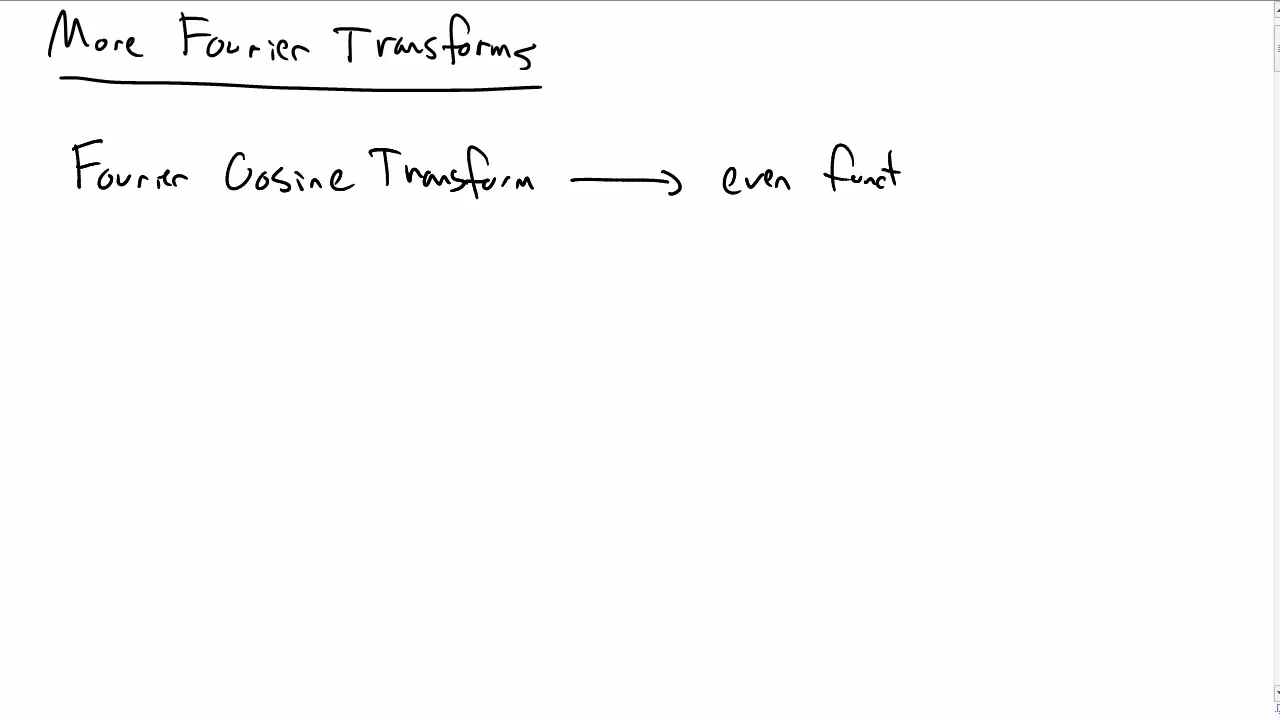 More Fourier Transforms
Fourier Cosine Transform → even funct